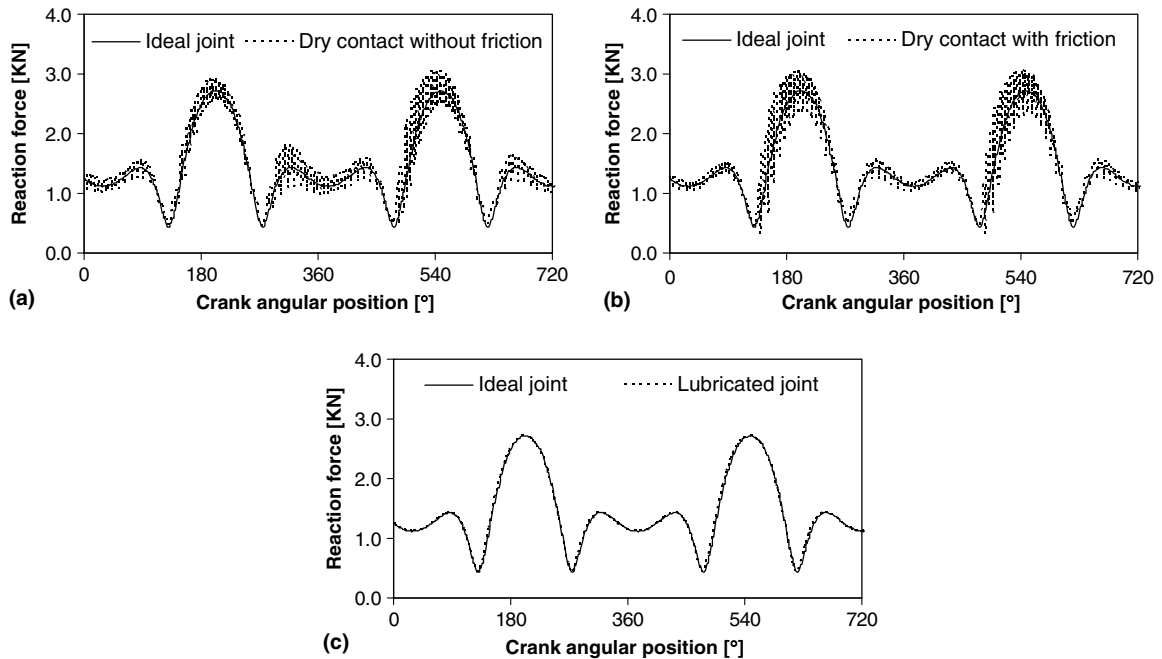 4.0
3.0
2.0
1.0
0.0
Reaction force [KN]
Ideal joint
Dry contact without friction
0
180
360
540
720
Crank angular position [°]
(a)
4.0
3.0
2.0
1.0
0.0
Reaction force [KN]
Ideal joint
Dry contact with friction
0
180
360
540
720
Crank angular position [°]
(b)
4.0
3.0
2.0
1.0
0.0
Reaction force [KN]
Ideal joint
Lubricated joint
0
180
360
540
720
Crank angular position [°]
(c)